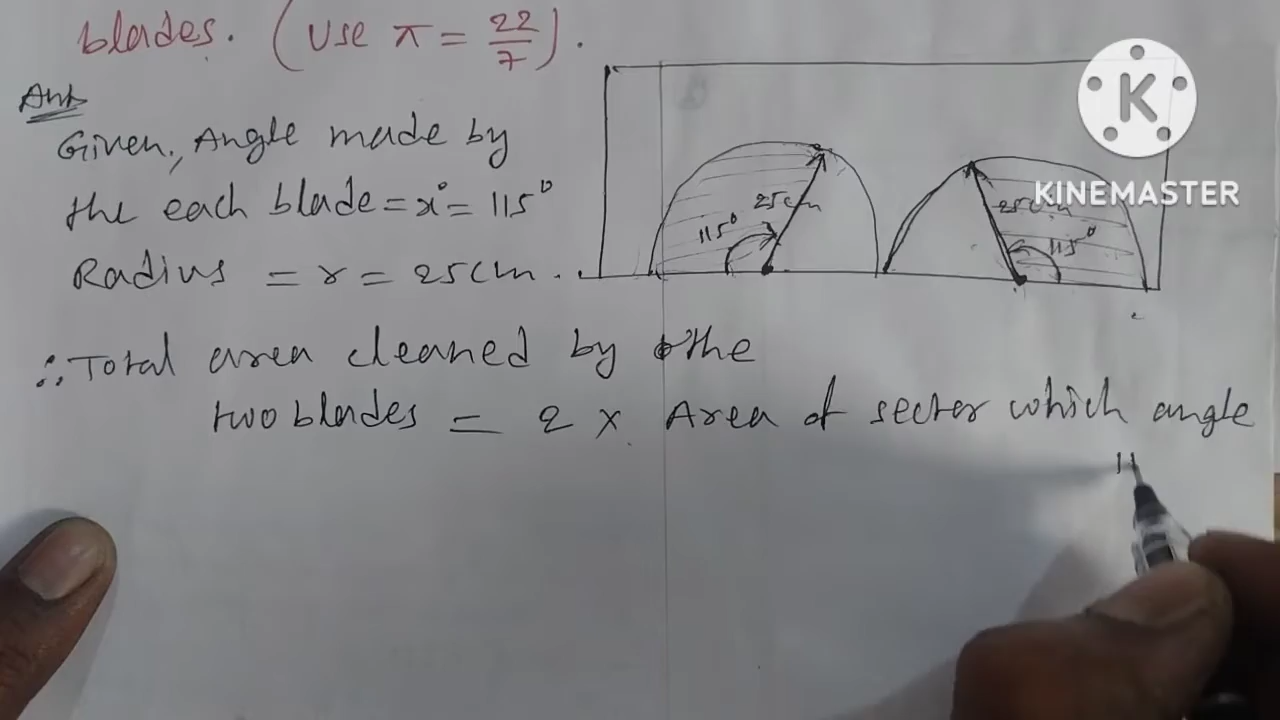 blades. (Use π = 22/7).
Ans
Given, Angle made by
the each blade = x° = 115°
Radius = r = 25cm.
25cm
115°
25cm
115°
K
KINEMASTER
∴ Total area cleaned by the
two blades = 2 × Area of sector which angle
11